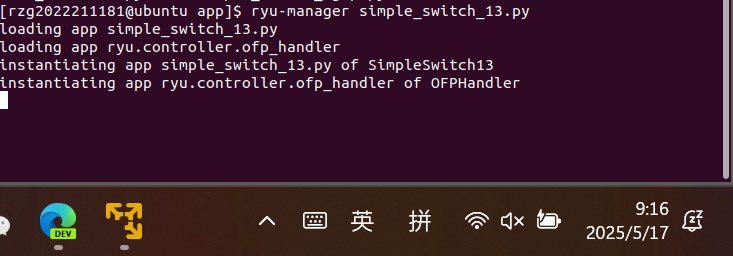 [rzg2022211181@ubuntu app]$ ryu-manager simple_switch_13.py
loading app simple_switch_13.py
loading app ryu.controller.ofp_handler
instantiating app simple_switch_13.py of SimpleSwitch13
instantiating app ryu.controller.ofp_handler of OFPHandler
DEV
英 拼
9:16
2025/5/17